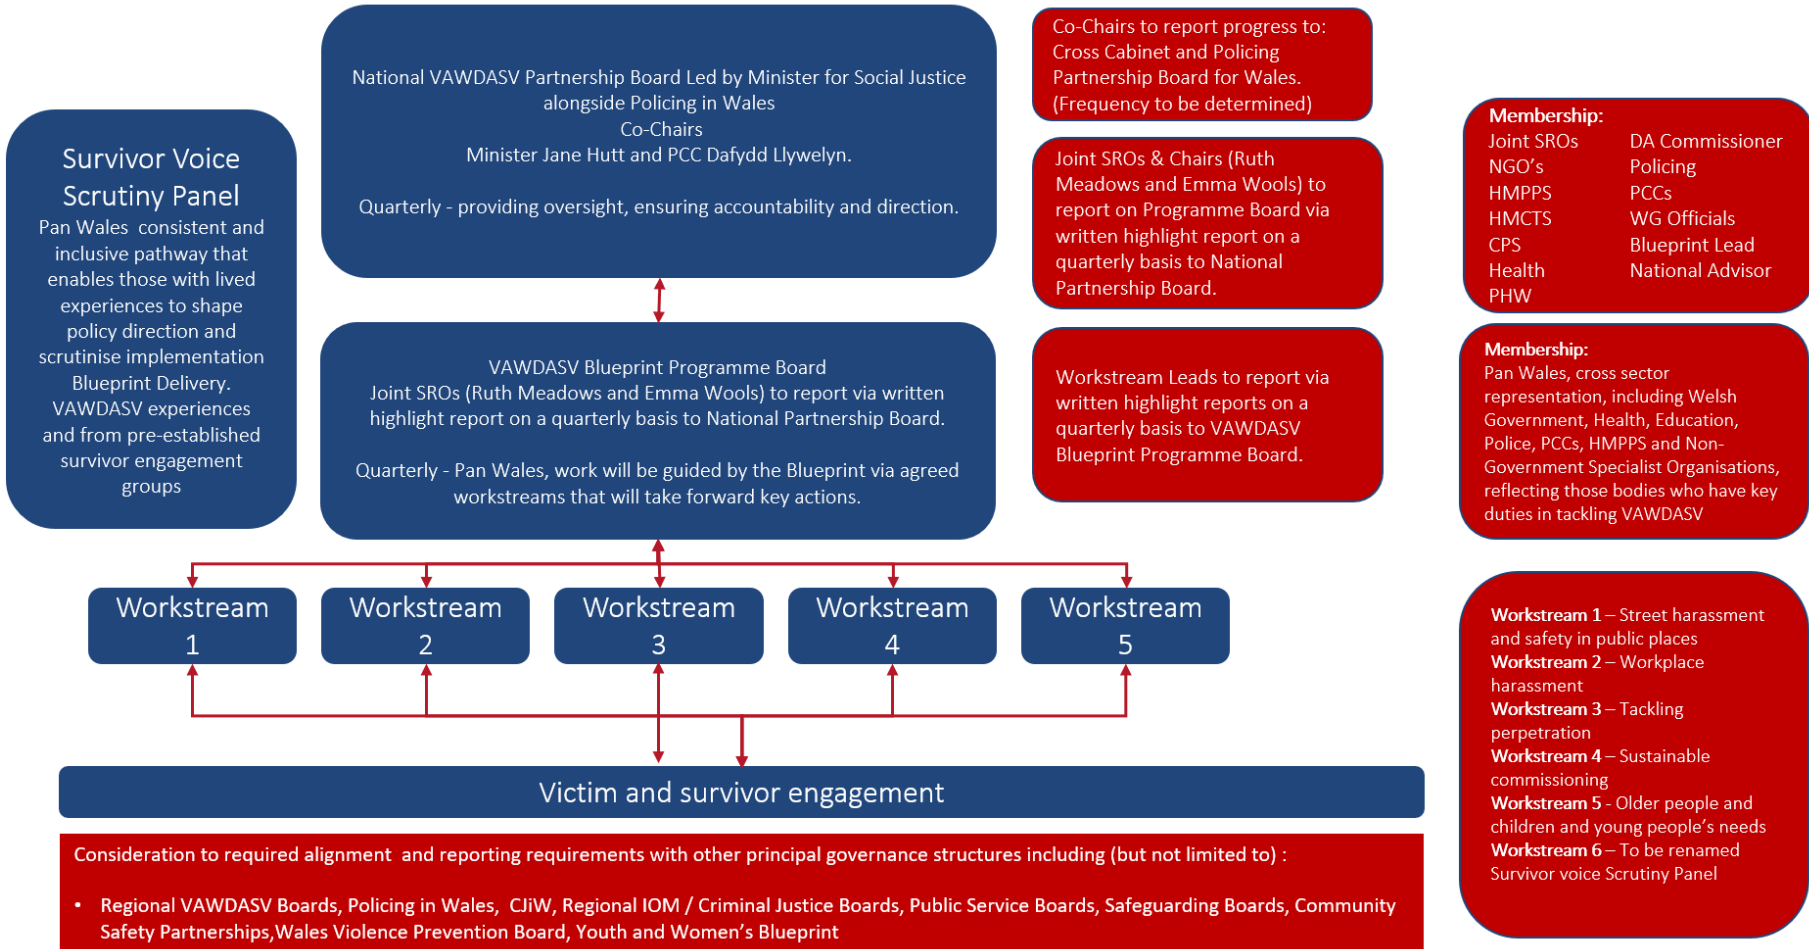 Survivor Voice
Scrutiny Panel
Pan Wales consistent and
inclusive pathway that
enables those with lived
experiences to shape
policy direction and
scrutinise implementation
Blueprint Delivery.
VAWDASV experiences
and from pre-established
survivor engagement
groups
National VAWDASV Partnership Board Led by Minister for Social Justice
alongside Policing in Wales
Co-Chairs
Minister Jane Hutt and PCC Dafydd Llywelyn.
Quarterly - providing oversight, ensuring accountability and direction.
VAWDASV Blueprint Programme Board
Joint SROs (Ruth Meadows and Emma Wools) to report via written
highlight report on a quarterly basis to National Partnership Board.
Quarterly - Pan Wales, work will be guided by the Blueprint via agreed
workstreams that will take forward key actions.
Co-Chairs to report progress to:
Cross Cabinet and Policing
Partnership Board for Wales.
(Frequency to be determined)
Joint SROs & Chairs (Ruth
Meadows and Emma Wools) to
report on Programme Board via
written highlight report on a
quarterly basis to National
Partnership Board.
Workstream Leads to report via
written highlight reports on a
quarterly basis to VAWDASV
Blueprint Programme Board.
Membership:
Joint SROs DA Commissioner
NGO's Policing
HMPPS PCCs
HMCTS WG Officials
CPS Blueprint Lead
Health National Advisor
PHW
Membership:
Pan Wales, cross sector
representation, including Welsh
Government, Health, Education,
Police, PCCs, HMPPS and Non-
Government Specialist Organisations,
reflecting those bodies who have key
duties in tackling VAWDASV
Workstream
1
Workstream
2
Workstream
3
Workstream
4
Workstream
5
Workstream 1 – Street harassment
and safety in public places
Workstream 2 – Workplace
harassment
Workstream 3 – Tackling
perpetration
Workstream 4 – Sustainable
commissioning
Workstream 5 - Older people and
children and young people's needs
Workstream 6 – To be renamed
Survivor voice Scrutiny Panel
Victim and survivor engagement
Consideration to required alignment and reporting requirements with other principal governance structures including (but not limited to) :
• Regional VAWDASV Boards, Policing in Wales, CJiW, Regional IOM / Criminal Justice Boards, Public Service Boards, Safeguarding Boards, Community
Safety Partnerships,Wales Violence Prevention Board, Youth and Women's Blueprint